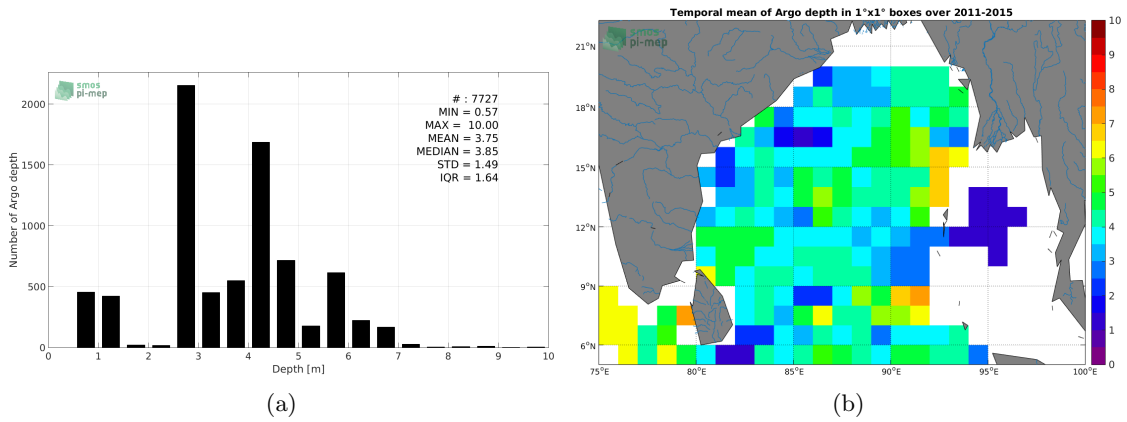 smos
pi-mep
# : 7727
MIN = 0.57
MAX = 10.00
MEAN = 3.75
MEDIAN = 3.85
STD = 1.49
IQR = 1.64
Number of Argo depth
2000
1500
1000
500
0
0 1 2 3 4 5 6 7 8 9 10
Depth [m]
(a)
Temporal mean of Argo depth in 1°x1° boxes over 2011-2015
smos
pi-mep
21°N
18°N
15°N
12°N
9°N
6°N
75°E 80°E 85°E 90°E 95°E 100°E
10
9
8
7
6
5
4
3
2
1
0
(b)